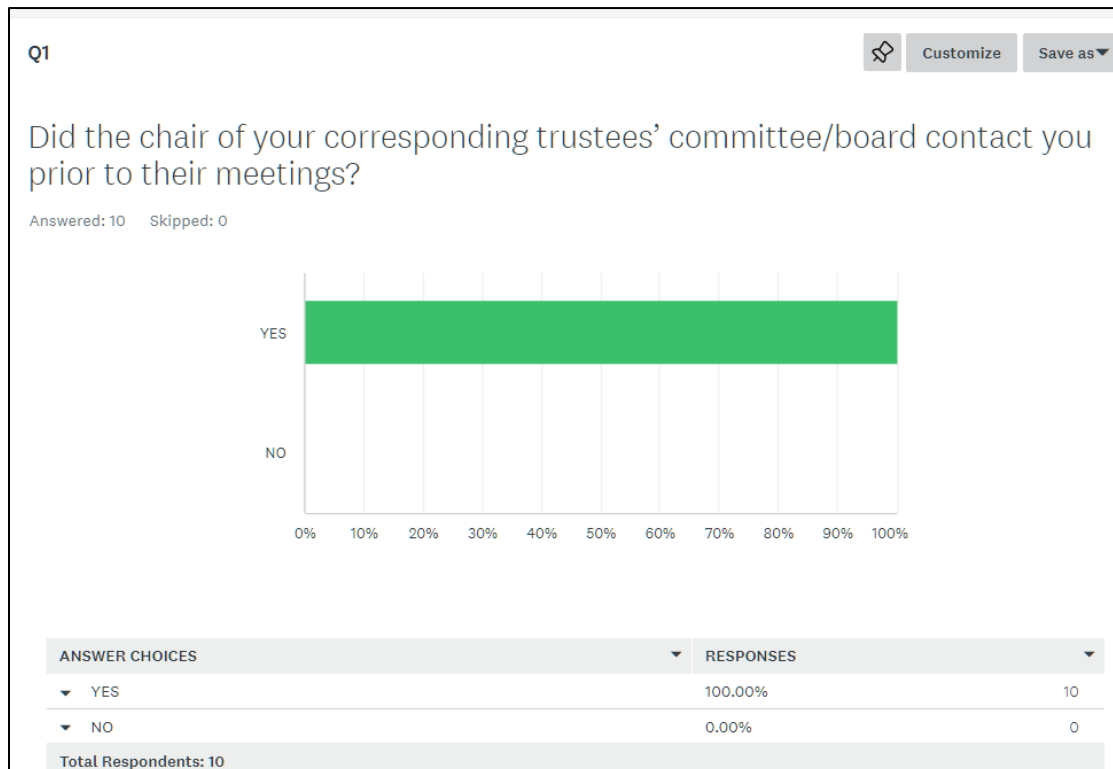 Q1
Customize
Save as
Did the chair of your corresponding trustees’ committee/board contact you
prior to their meetings?
Answered: 10 Skipped: 0
YES
NO
0% 10% 20% 30% 40% 50% 60% 70% 80% 90% 100%
ANSWER CHOICES RESPONSES
YES 100.00% 10
NO 0.00% 0
Total Respondents: 10